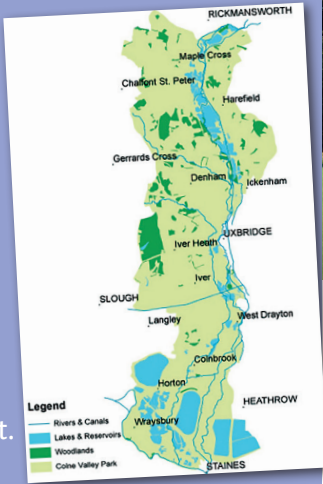 RICKMANSWORTH
Maple Cross
Chalfont St. Peter
Harefield
Gerrards Cross
Denham
Ickenham
UXBRIDGE
Iver Heath
Iver
SLOUGH
Langley
West Drayton
Colnbrook
Horton
HEATHROW
Wraysbury
STAINES
Legend
Rivers & Canals
Lakes & Reservoirs
Woodlands
Colne Valley Park
t.